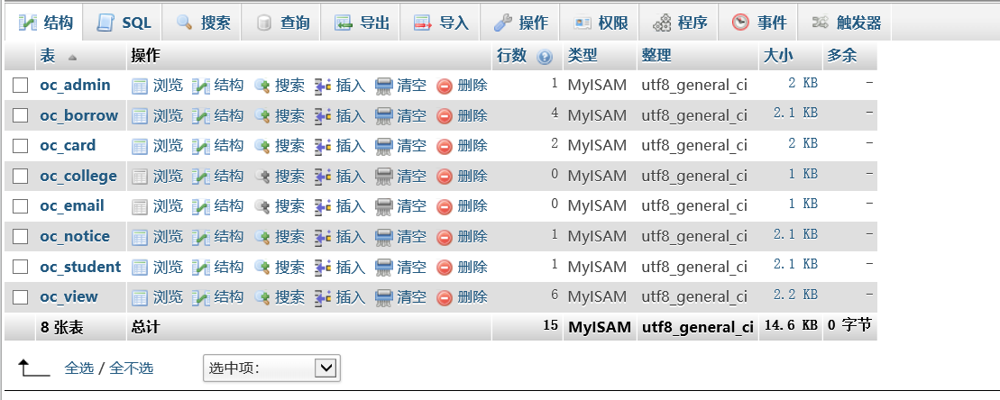 结构 SQL 搜索 查询 导出 导入 操作 权限 程序 事件 触发器
表 操作 行数 类型 整理 大小 多余
oc_admin 浏览 结构 搜索 插入 清空 删除 1 MyISAM utf8_general_ci 2 KB -
oc_borrow 浏览 结构 搜索 插入 清空 删除 4 MyISAM utf8_general_ci 2.1 KB -
oc_card 浏览 结构 搜索 插入 清空 删除 2 MyISAM utf8_general_ci 2 KB -
oc_college 浏览 结构 搜索 插入 清空 删除 0 MyISAM utf8_general_ci 1 KB -
oc_email 浏览 结构 搜索 插入 清空 删除 0 MyISAM utf8_general_ci 1 KB -
oc_notice 浏览 结构 搜索 插入 清空 删除 1 MyISAM utf8_general_ci 2.1 KB -
oc_student 浏览 结构 搜索 插入 清空 删除 1 MyISAM utf8_general_ci 2.1 KB -
oc_view 浏览 结构 搜索 插入 清空 删除 6 MyISAM utf8_general_ci 2.2 KB -
8 张表 总计 15 MyISAM utf8_general_ci 14.6 KB 0 字节
全选 / 全不选 选中项：